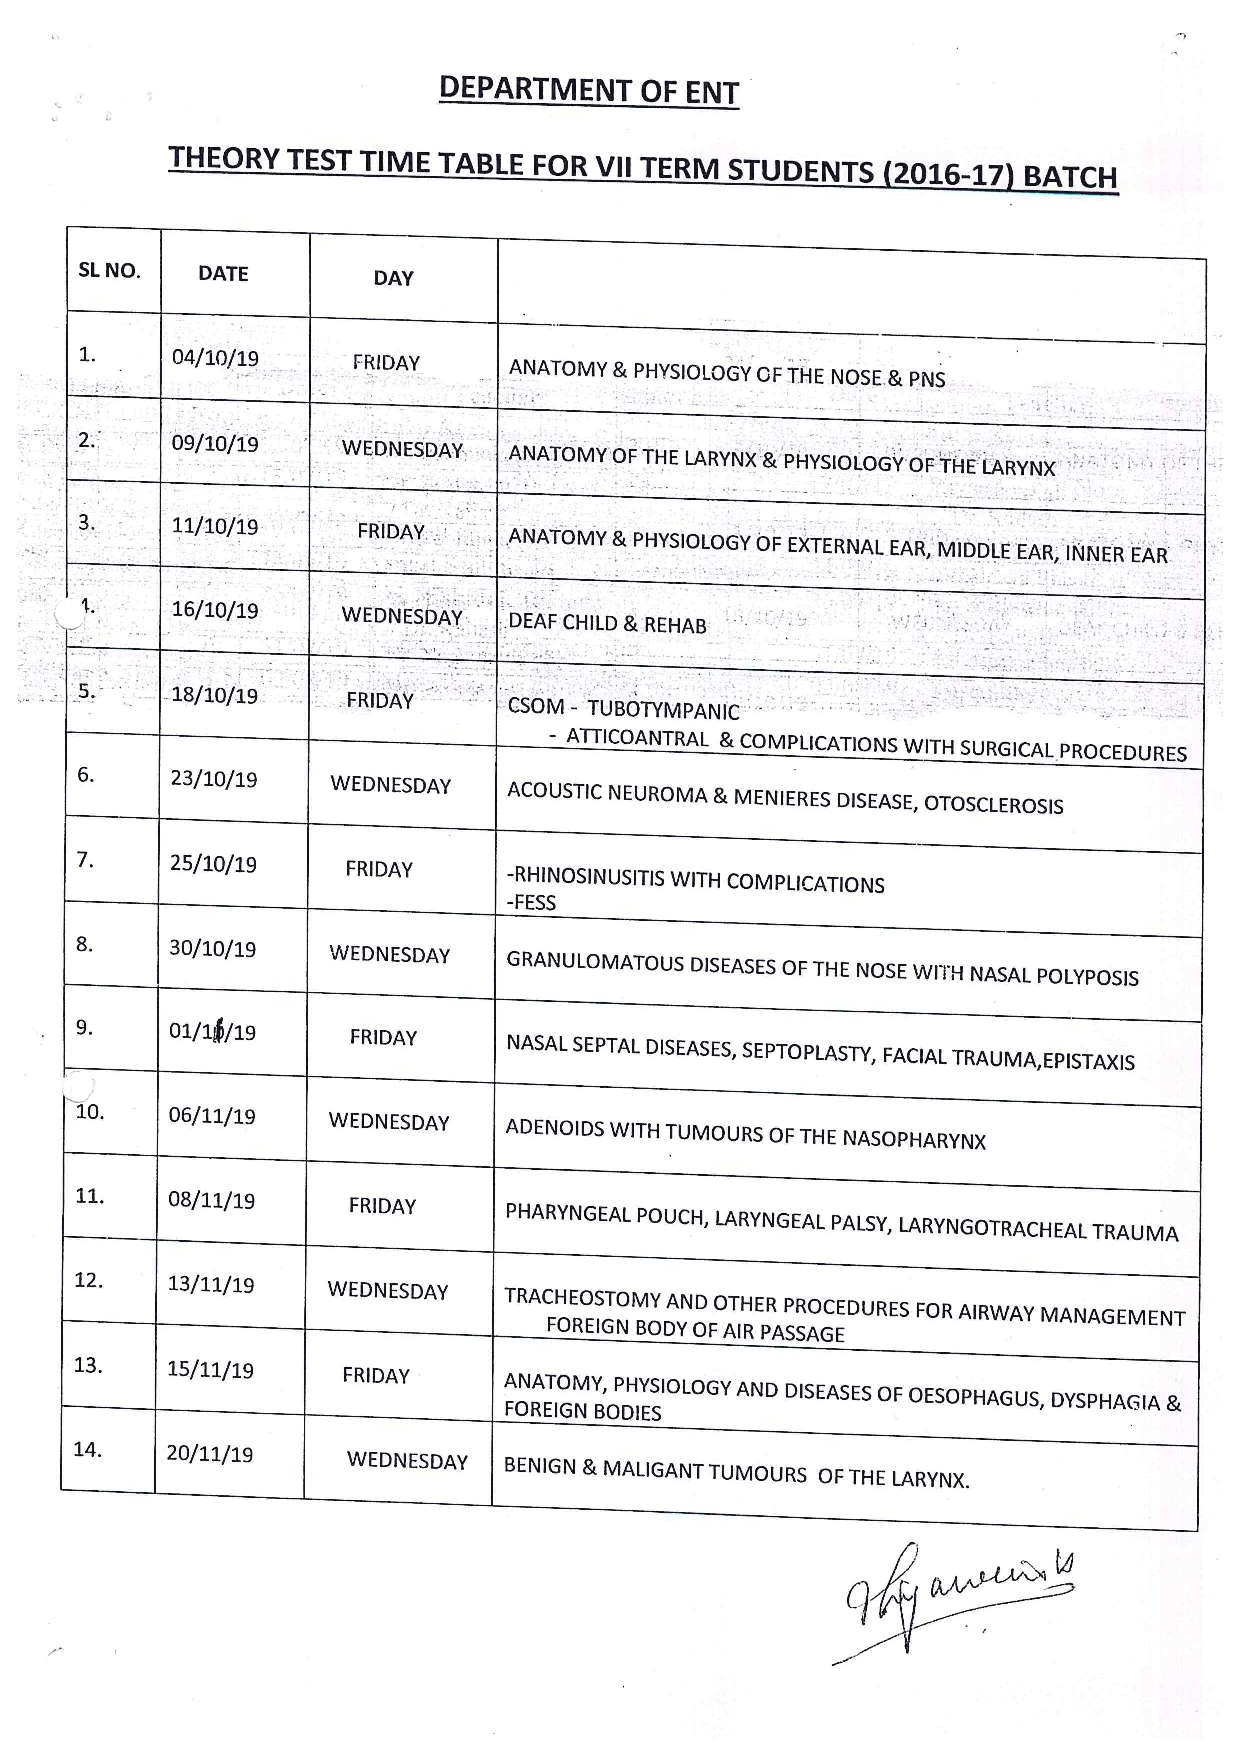 DEPARTMENT OF ENT
THEORY TEST TIME TABLE FOR VII TERM STUDENTS (2016-17) BATCH
SL NO. DATE DAY
1. 04/10/19 FRIDAY ANATOMY & PHYSIOLOGY OF THE NOSE & PNS
2. 09/10/19 WEDNESDAY ANATOMY OF THE LARYNX & PHYSIOLOGY OF THE LARYNX
3. 11/10/19 FRIDAY ANATOMY & PHYSIOLOGY OF EXTERNAL EAR, MIDDLE EAR, INNER EAR
16/10/19 WEDNESDAY DEAF CHILD & REHAB
5. 18/10/19 FRIDAY CSOM - TUBOTYMPANIC
- ATTICOANTRAL & COMPLICATIONS WITH SURGICAL PROCEDURES
6. 23/10/19 WEDNESDAY ACOUSTIC NEUROMA & MENIERES DISEASE, OTOSCLEROSIS
7. 25/10/19 FRIDAY -RHINOSINUSITIS WITH COMPLICATIONS
-FESS
8. 30/10/19 WEDNESDAY GRANULOMATOUS DISEASES OF THE NOSE WITH NASAL POLYPOSIS
9. 01/11/19 FRIDAY NASAL SEPTAL DISEASES, SEPTOPLASTY, FACIAL TRAUMA,EPISTAXIS
10. 06/11/19 WEDNESDAY ADENOIDS WITH TUMOURS OF THE NASOPHARYNX
11. 08/11/19 FRIDAY PHARYNGEAL POUCH, LARYNGEAL PALSY, LARYNGOTRACHEAL TRAUMA
12. 13/11/19 WEDNESDAY TRACHEOSTOMY AND OTHER PROCEDURES FOR AIRWAY MANAGEMENT
FOREIGN BODY OF AIR PASSAGE
13. 15/11/19 FRIDAY ANATOMY, PHYSIOLOGY AND DISEASES OF OESOPHAGUS, DYSPHAGIA &
FOREIGN BODIES
14. 20/11/19 WEDNESDAY BENIGN & MALIGANT TUMOURS OF THE LARYNX.